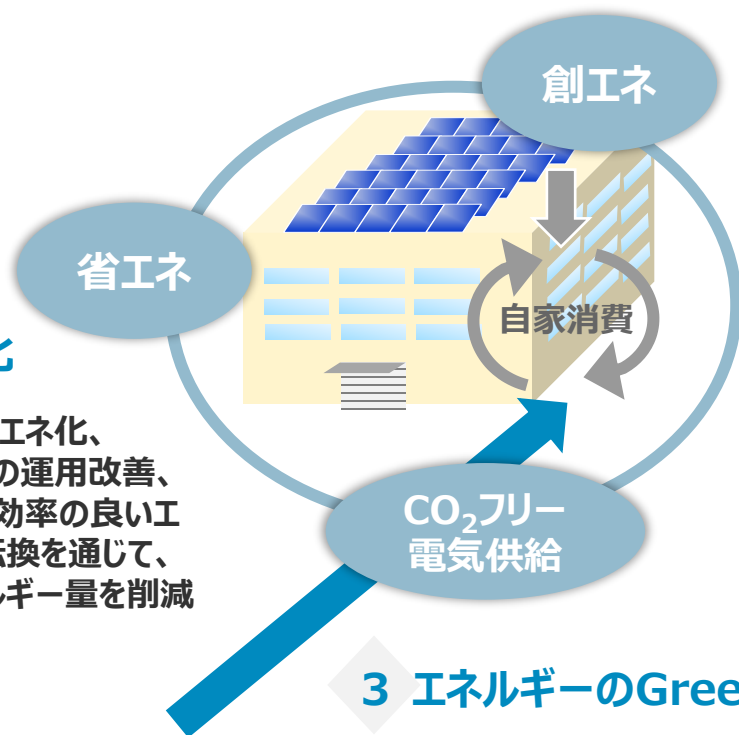 創エネ
省エネ
自家消費
化
エネ化、
の運用改善、
効率の良いエ
転換を通じて、
ルギー量を削減
CO₂フリー
電気供給
3 エネルギーのGree